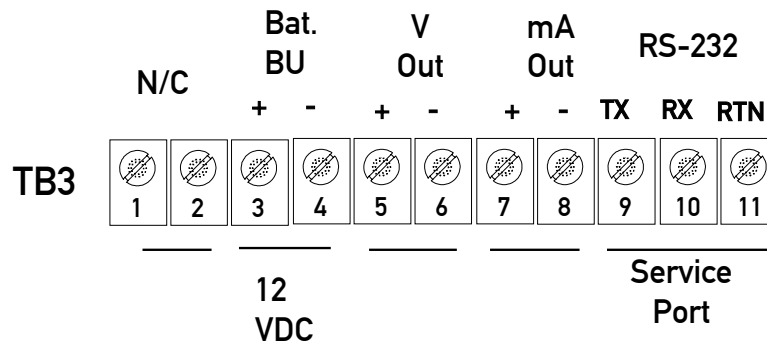 N/C
Bat.
BU
V
Out
mA
Out
RS-232
+ - + - + - TX RX RTN
TB3
1 2 3 4 5 6 7 8 9 10 11
12
VDC
Service
Port